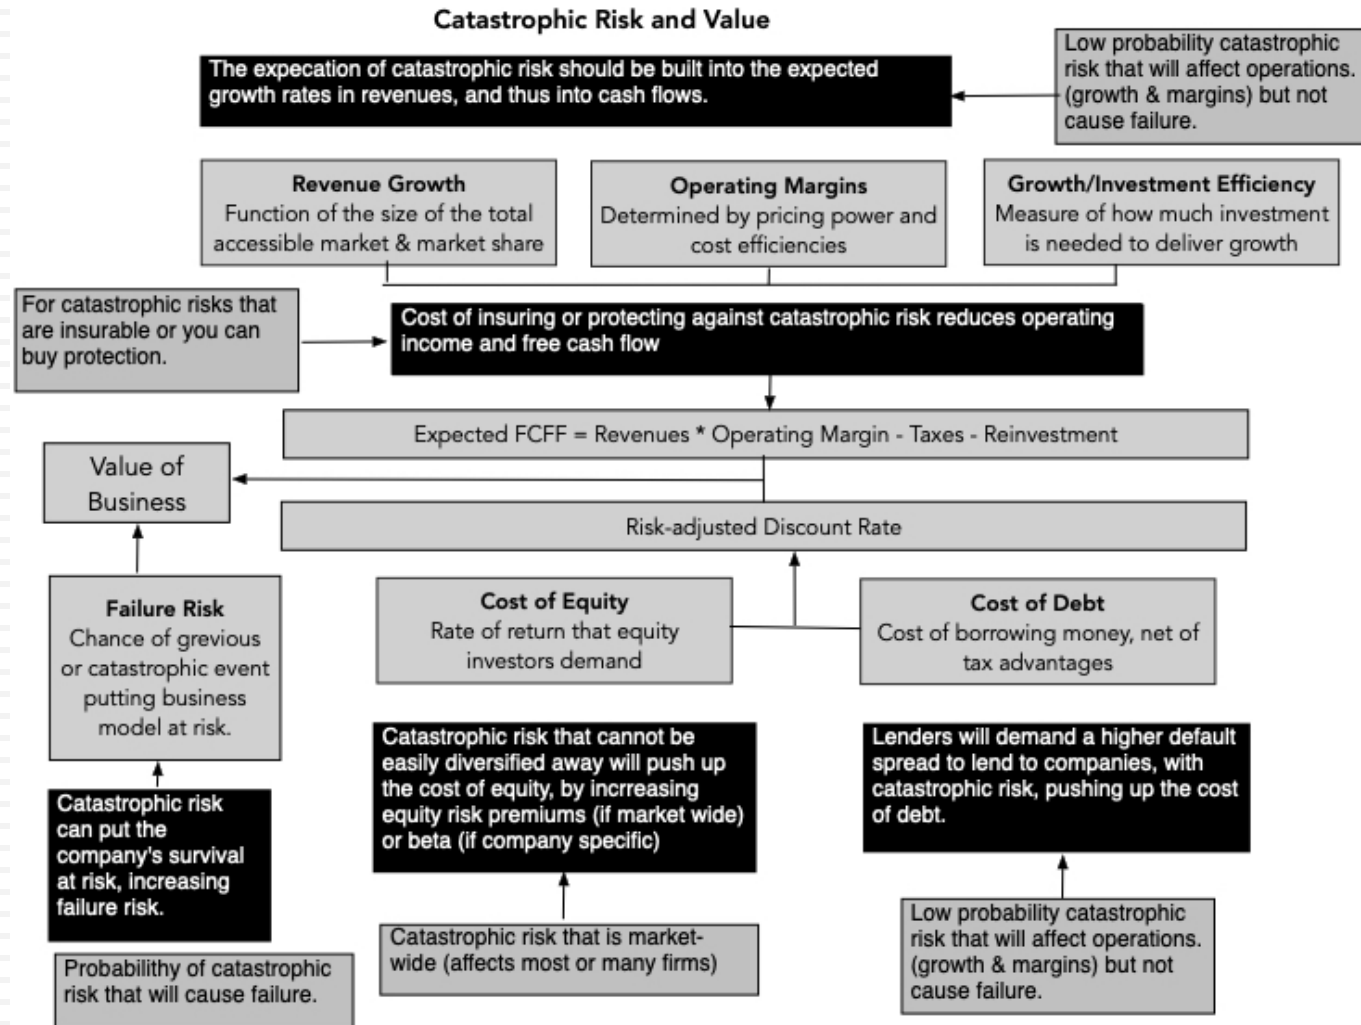 Catastrophic Risk and Value
The expecation of catastrophic risk should be built into the expected
growth rates in revenues, and thus into cash flows.
Low probability catastrophic
risk that will affect operations.
(growth & margins) but not
cause failure.
Revenue Growth
Function of the size of the total
accessible market & market share
Operating Margins
Determined by pricing power and
cost efficiencies
Growth/Investment Efficiency
Measure of how much investment
is needed to deliver growth
For catastrophic risks that
are insurable or you can
buy protection.
Cost of insuring or protecting against catastrophic risk reduces operating
income and free cash flow
Expected FCFF = Revenues * Operating Margin - Taxes - Reinvestment
Value of
Business
Risk-adjusted Discount Rate
Failure Risk
Chance of grevious
or catastrophic event
putting business
model at risk.
Cost of Equity
Rate of return that equity
investors demand
Cost of Debt
Cost of borrowing money, net of
tax advantages
Catastrophic risk
can put the
company's survival
at risk, increasing
failure risk.
Catastrophic risk that cannot be
easily diversified away will push up
the cost of equity, by incrreasing
equity risk premiums (if market wide)
or beta (if company specific)
Lenders will demand a higher default
spread to lend to companies, with
catastrophic risk, pushing up the cost
of debt.
Probabilithy of catastrophic
risk that will cause failure.
Catastrophic risk that is market-
wide (affects most or many firms)
Low probability catastrophic
risk that will affect operations.
(growth & margins) but not
cause failure.